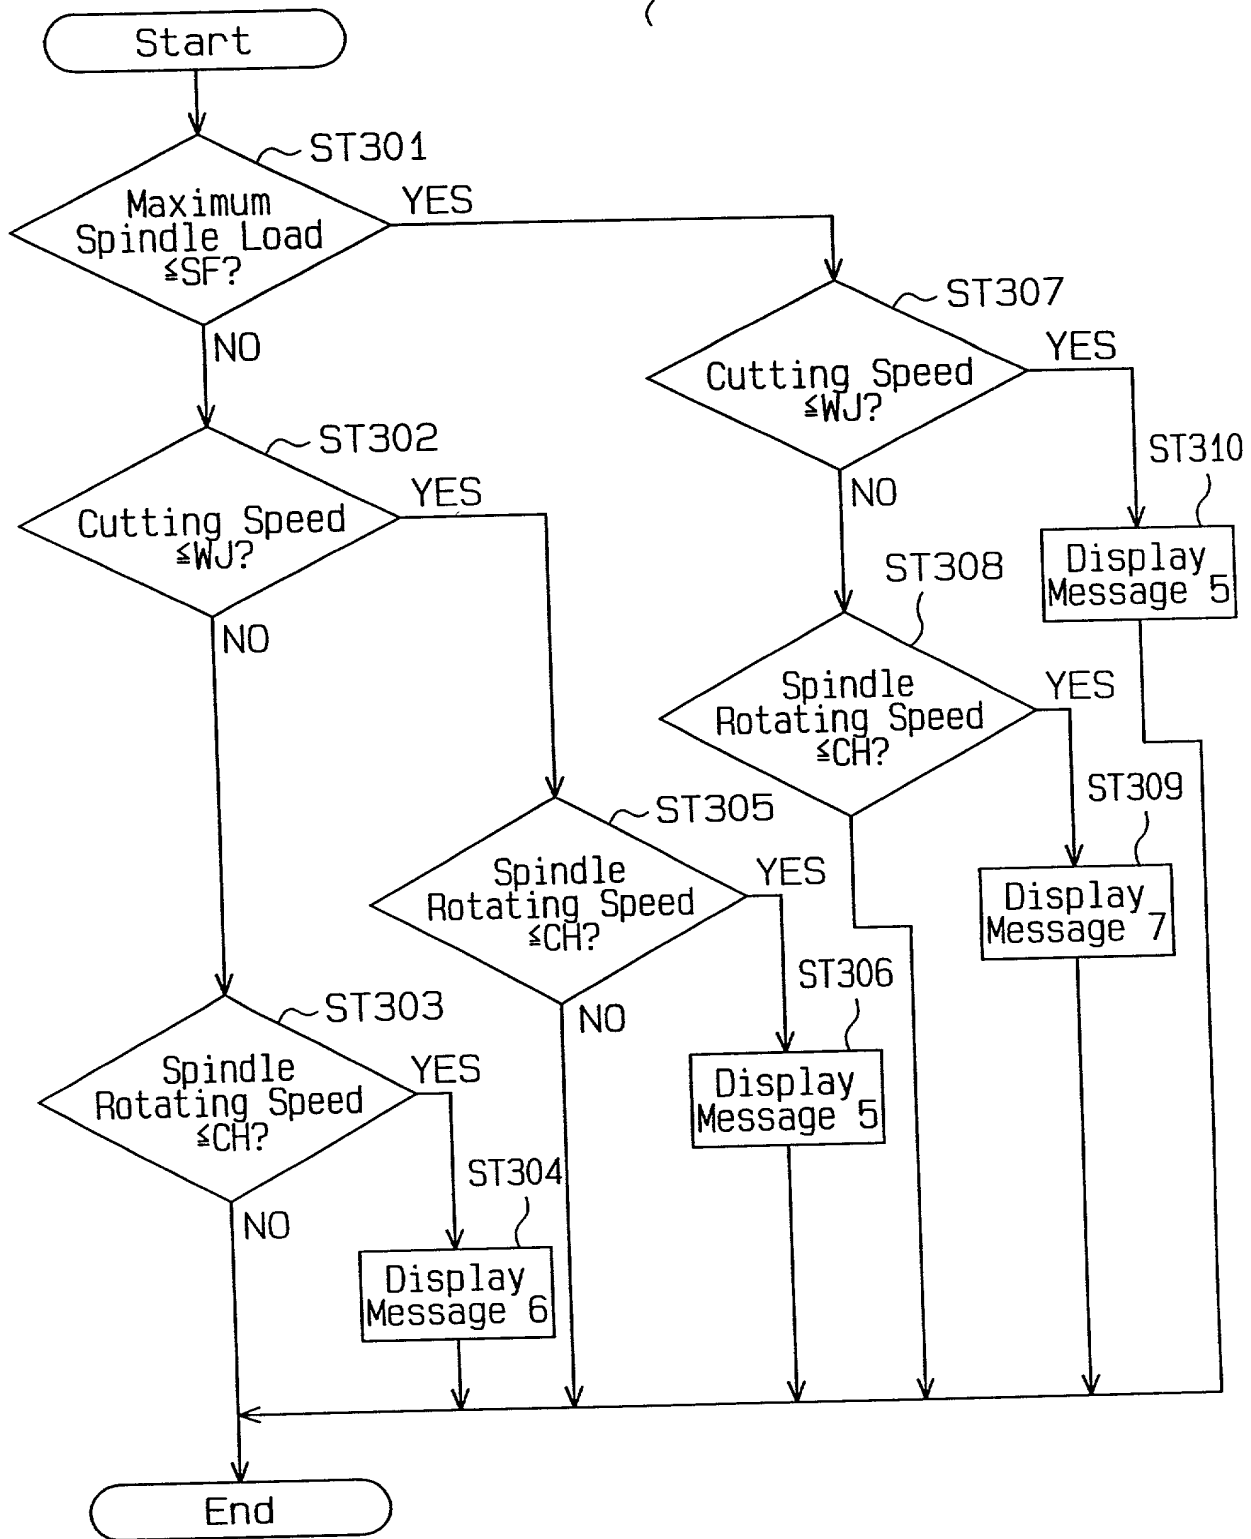 Start
ST301
Maximum
Spindle Load
≦SF?
YES
NO
ST307
Cutting Speed
≦WJ?
YES
NO
ST302
Cutting Speed
≦WJ?
YES
NO
ST310
Display
Message 5
ST308
Spindle
Rotating Speed
≦CH?
YES
ST309
Display
Message 7
ST305
Spindle
Rotating Speed
≦CH?
YES
NO
ST306
Display
Message 5
ST303
Spindle
Rotating Speed
≦CH?
YES
NO
ST304
Display
Message 6
End